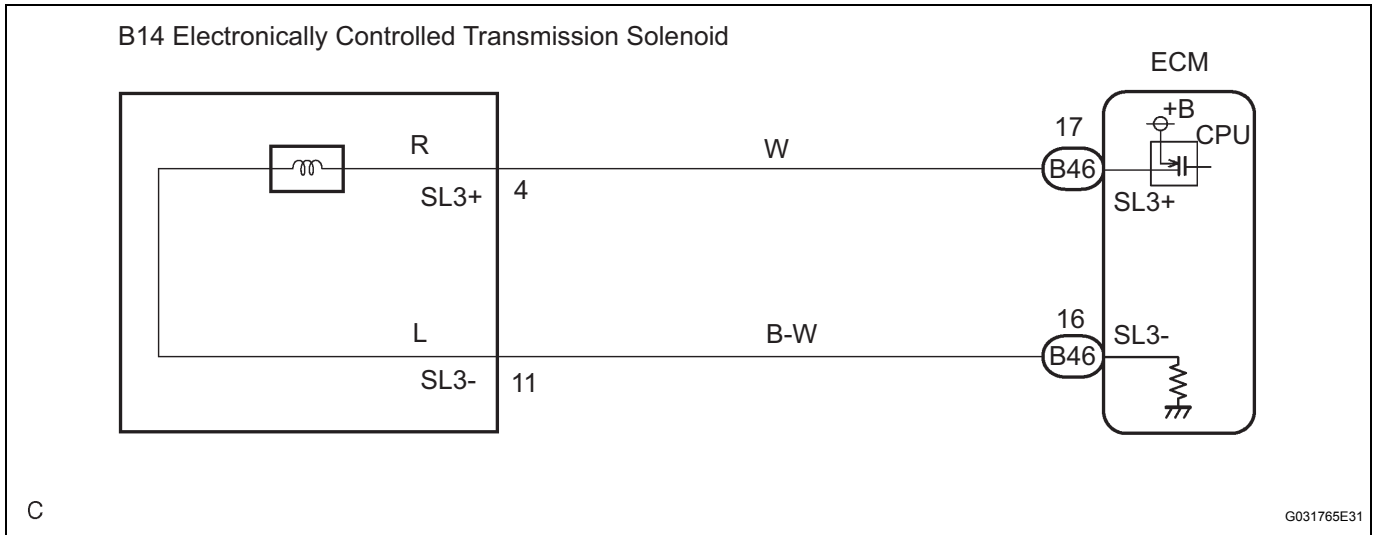 B14 Electronically Controlled Transmission Solenoid
ECM
+B
CPU
17
R
W
B46
SL3+
4
SL3+
16
L
B-W
SL3-
B46
SL3-
11
C
G031765E31